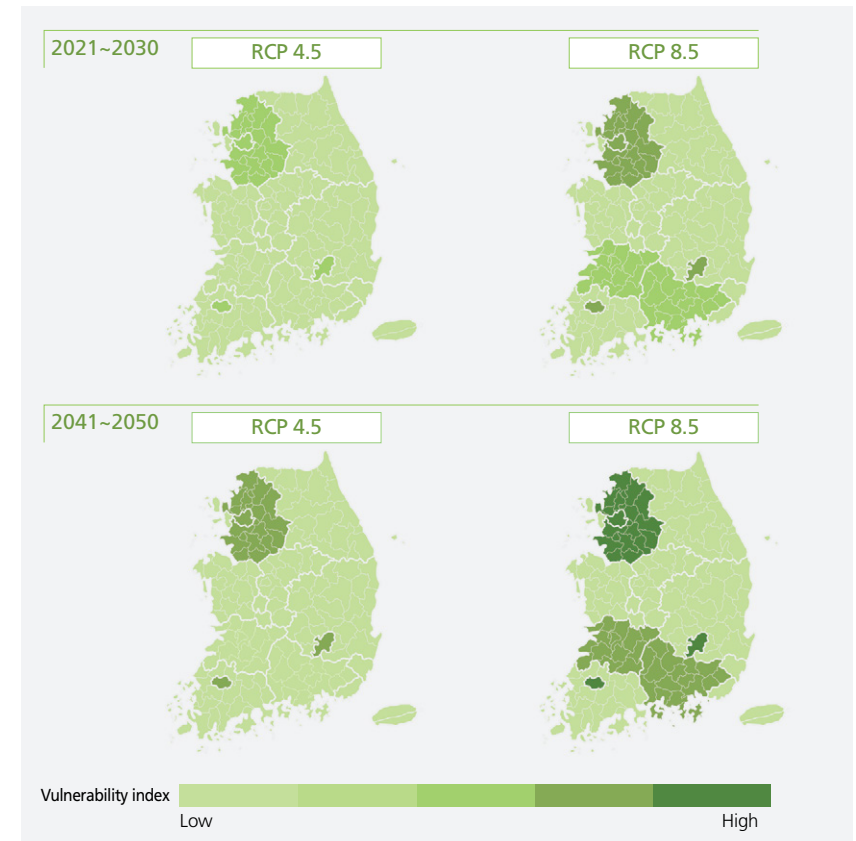 2021~2030
RCP 4.5
RCP 8.5
2041~2050
RCP 4.5
RCP 8.5
Vulnerability index
Low
High